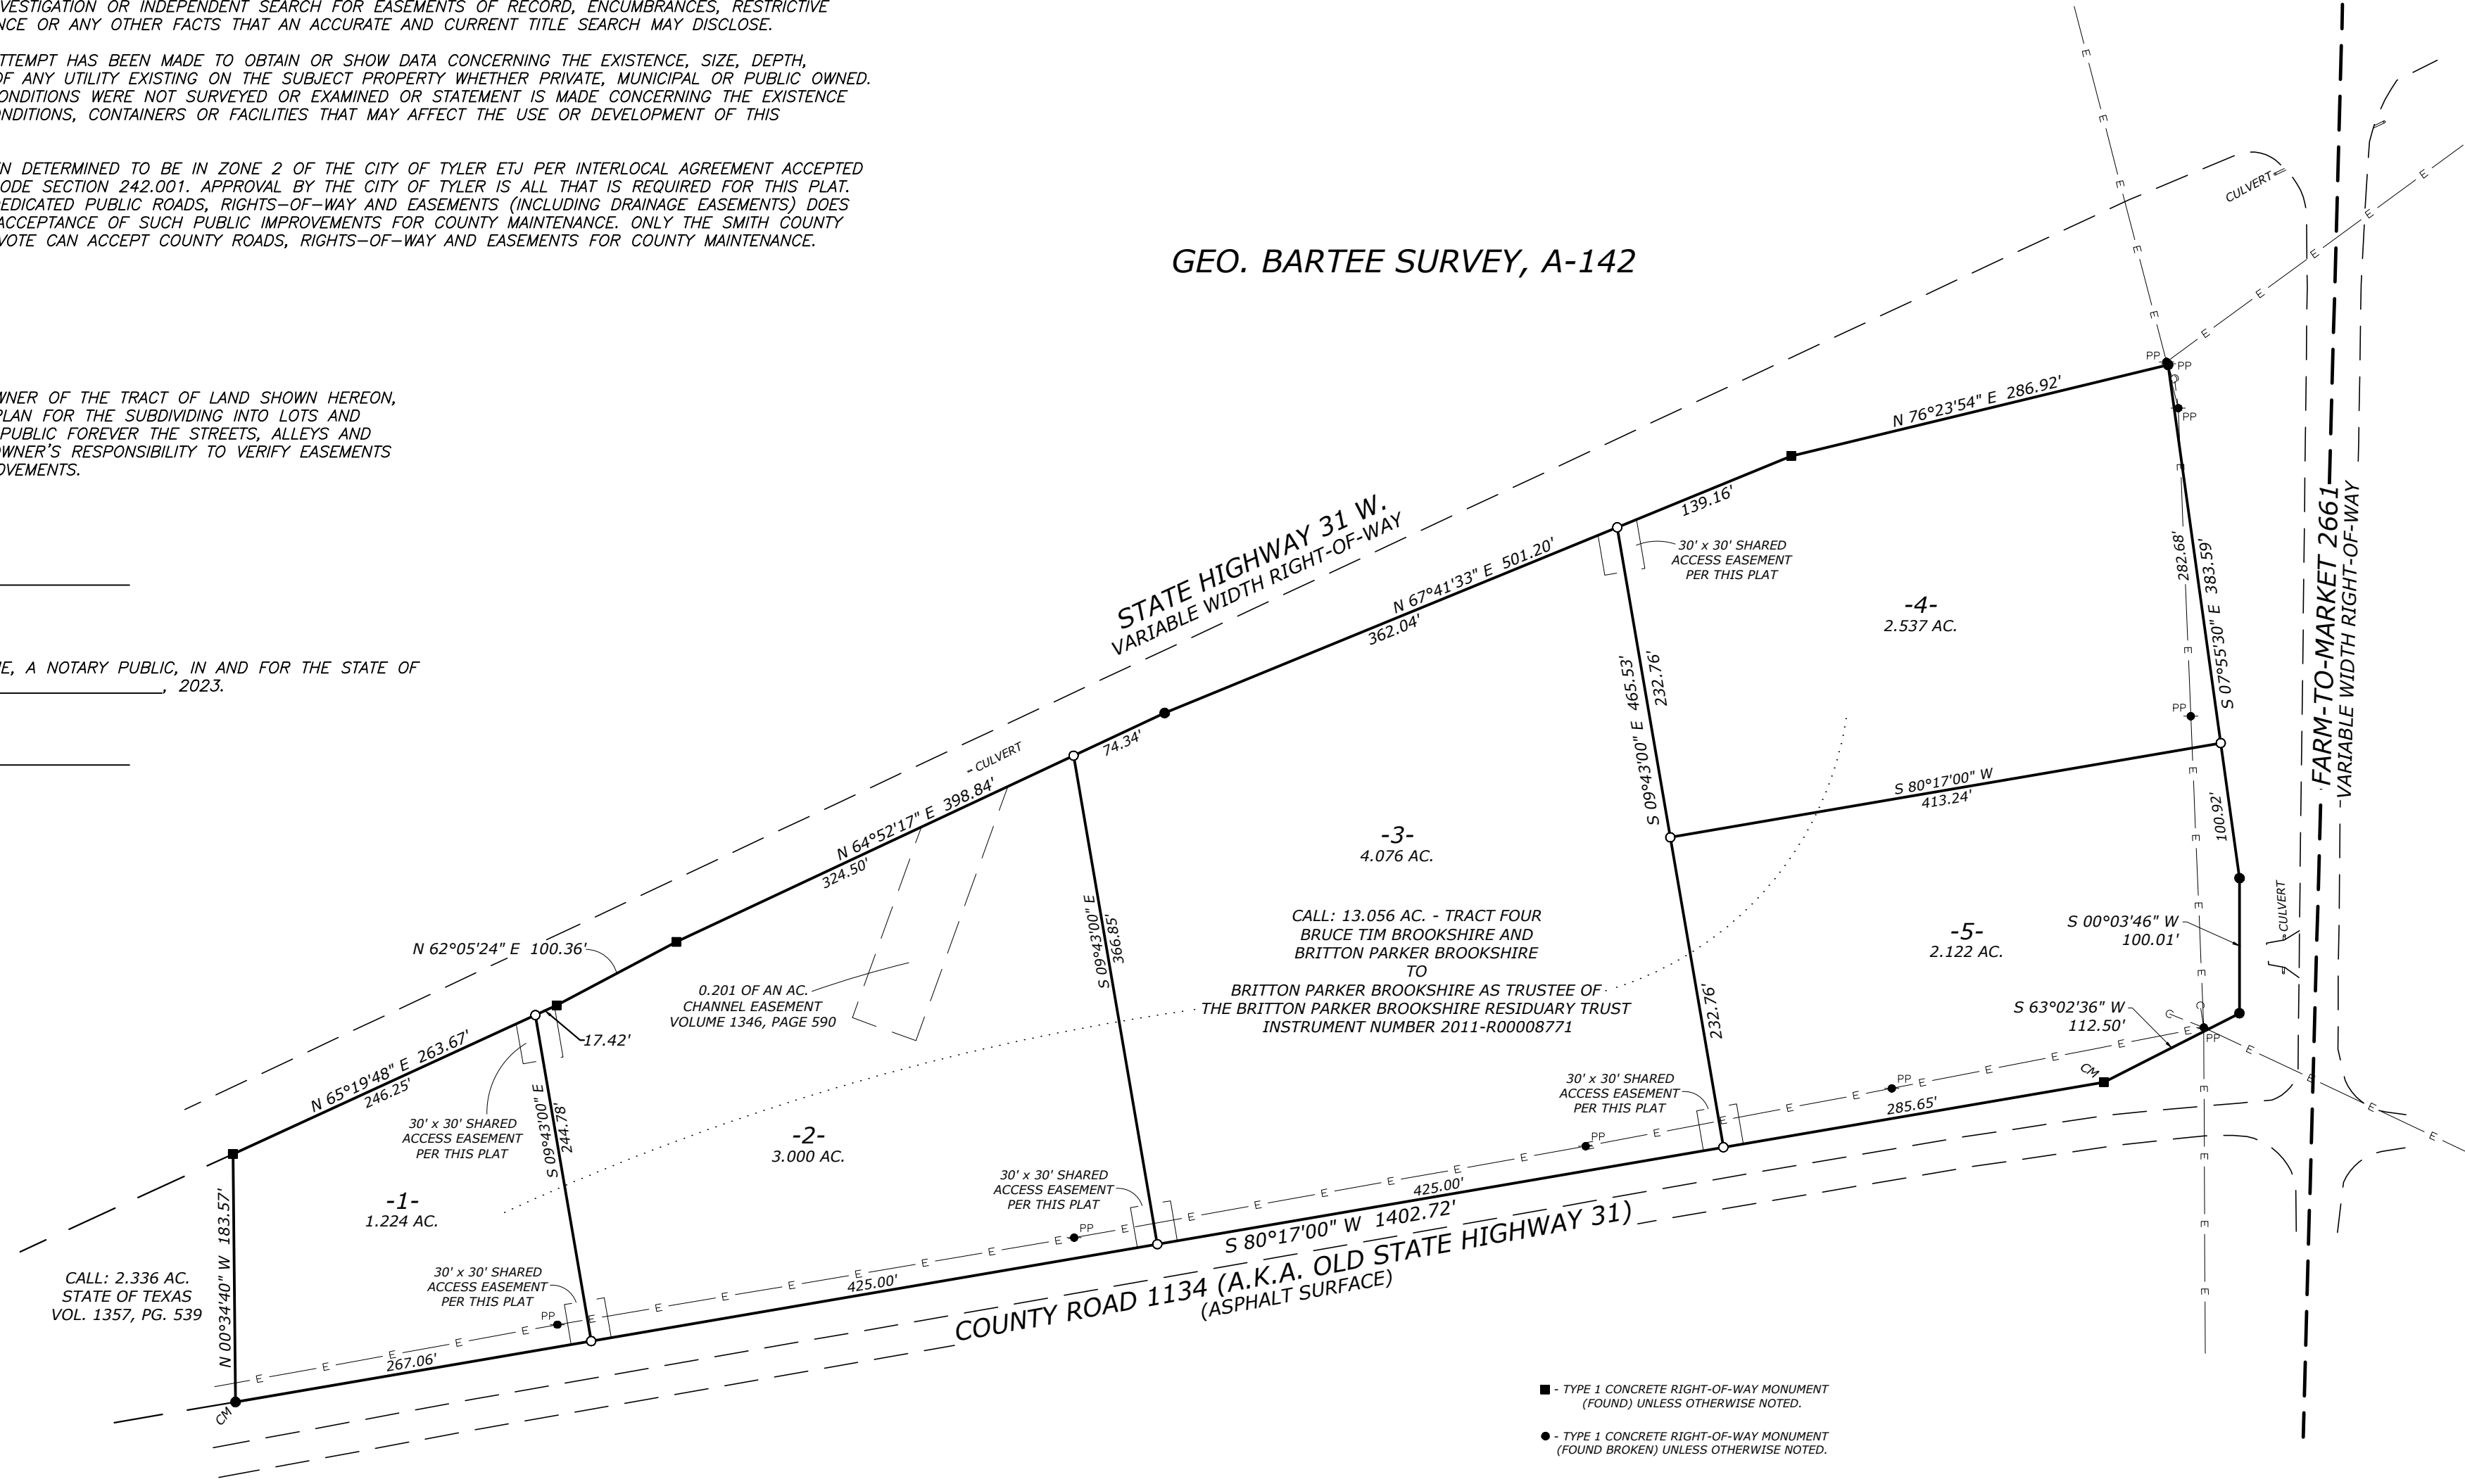 VESTIGATION OR INDEPENDENT SEARCH FOR EASEMENTS OF RECORD, ENCUMBRANCES, RESTRICTIVE
NCE OR ANY OTHER FACTS THAT AN ACCURATE AND CURRENT TITLE SEARCH MAY DISCLOSE.
TTEMPT HAS BEEN MADE TO OBTAIN OR SHOW DATA CONCERNING THE EXISTENCE, SIZE, DEPTH,
OF ANY UTILITY EXISTING ON THE SUBJECT PROPERTY WHETHER PRIVATE, MUNICIPAL OR PUBLIC OWNED.
ONDITIONS WERE NOT SURVEYED OR EXAMINED OR STATEMENT IS MADE CONCERNING THE EXISTENCE
NDITIONS, CONTAINERS OR FACILITIES THAT MAY AFFECT THE USE OR DEVELOPMENT OF THIS
N DETERMINED TO BE IN ZONE 2 OF THE CITY OF TYLER ETJ PER INTERLOCAL AGREEMENT ACCEPTED
ODE SECTION 242.001. APPROVAL BY THE CITY OF TYLER IS ALL THAT IS REQUIRED FOR THIS PLAT.
DEDICATED PUBLIC ROADS, RIGHTS-OF-WAY AND EASEMENTS (INCLUDING DRAINAGE EASEMENTS) DOES
ACCEPTANCE OF SUCH PUBLIC IMPROVEMENTS FOR COUNTY MAINTENANCE. ONLY THE SMITH COUNTY
VOTE CAN ACCEPT COUNTY ROADS, RIGHTS-OF-WAY AND EASEMENTS FOR COUNTY MAINTENANCE.
WNER OF THE TRACT OF LAND SHOWN HEREON,
PLAN FOR THE SUBDIVIDING INTO LOTS AND
PUBLIC FOREVER THE STREETS, ALLEYS AND
OWNER'S RESPONSIBILITY TO VERIFY EASEMENTS
OVEMENTS.
E, A NOTARY PUBLIC, IN AND FOR THE STATE OF
, 2023.
GEO. BARTEE SURVEY, A-142
STATE HIGHWAY 31 W.
VARIABLE WIDTH RIGHT-OF-WAY
CULVERT
PP
PP
PP
N 76°23'54" E 286.92'
139.16'
N 67°41'33" E 501.20'
362.04'
30' x 30' SHARED
ACCESS EASEMENT
PER THIS PLAT
-4-
2.537 AC.
282.68'
S 07°55'30" E 383.59'
FARM-TO-MARKET 2661
VARIABLE WIDTH RIGHT-OF-WAY
S 09°43'00" E 465.53'
232.76'
PP
S 80°17'00" W
413.24'
100.92'
CULVERT
74.34'
N 64°52'17" E 398.84'
324.50'
-3-
4.076 AC.
CALL: 13.056 AC. - TRACT FOUR
BRUCE TIM BROOKSHIRE AND
BRITTON PARKER BROOKSHIRE
TO
BRITTON PARKER BROOKSHIRE AS TRUSTEE OF
THE BRITTON PARKER BROOKSHIRE RESIDUARY TRUST
INSTRUMENT NUMBER 2011-R00008771
S 09°43'00" E
366.85'
-5-
2.122 AC.
S 00°03'46" W
100.01'
CULVERT
S 63°02'36" W
112.50'
CM
PP
N 62°05'24" E 100.36'
0.201 OF AN AC.
CHANNEL EASEMENT
VOLUME 1346, PAGE 590
17.42'
N 65°19'48" E 263.67'
246.25'
30' x 30' SHARED
ACCESS EASEMENT
PER THIS PLAT
S 09°43'00" E
244.78'
-2-
3.000 AC.
232.76'
30' x 30' SHARED
ACCESS EASEMENT
PER THIS PLAT
PP
285.65'
PP
30' x 30' SHARED
ACCESS EASEMENT
PER THIS PLAT
425.00'
PP
-1-
1.224 AC.
N 00°34'40" W 183.57'
CALL: 2.336 AC.
STATE OF TEXAS
VOL. 1357, PG. 539
30' x 30' SHARED
ACCESS EASEMENT
PER THIS PLAT
PP
425.00'
267.06'
CM
S 80°17'00" W 1402.72'
COUNTY ROAD 1134 (A.K.A. OLD STATE HIGHWAY 31)
(ASPHALT SURFACE)
- TYPE 1 CONCRETE RIGHT-OF-WAY MONUMENT
(FOUND) UNLESS OTHERWISE NOTED.
- TYPE 1 CONCRETE RIGHT-OF-WAY MONUMENT
(FOUND BROKEN) UNLESS OTHERWISE NOTED.